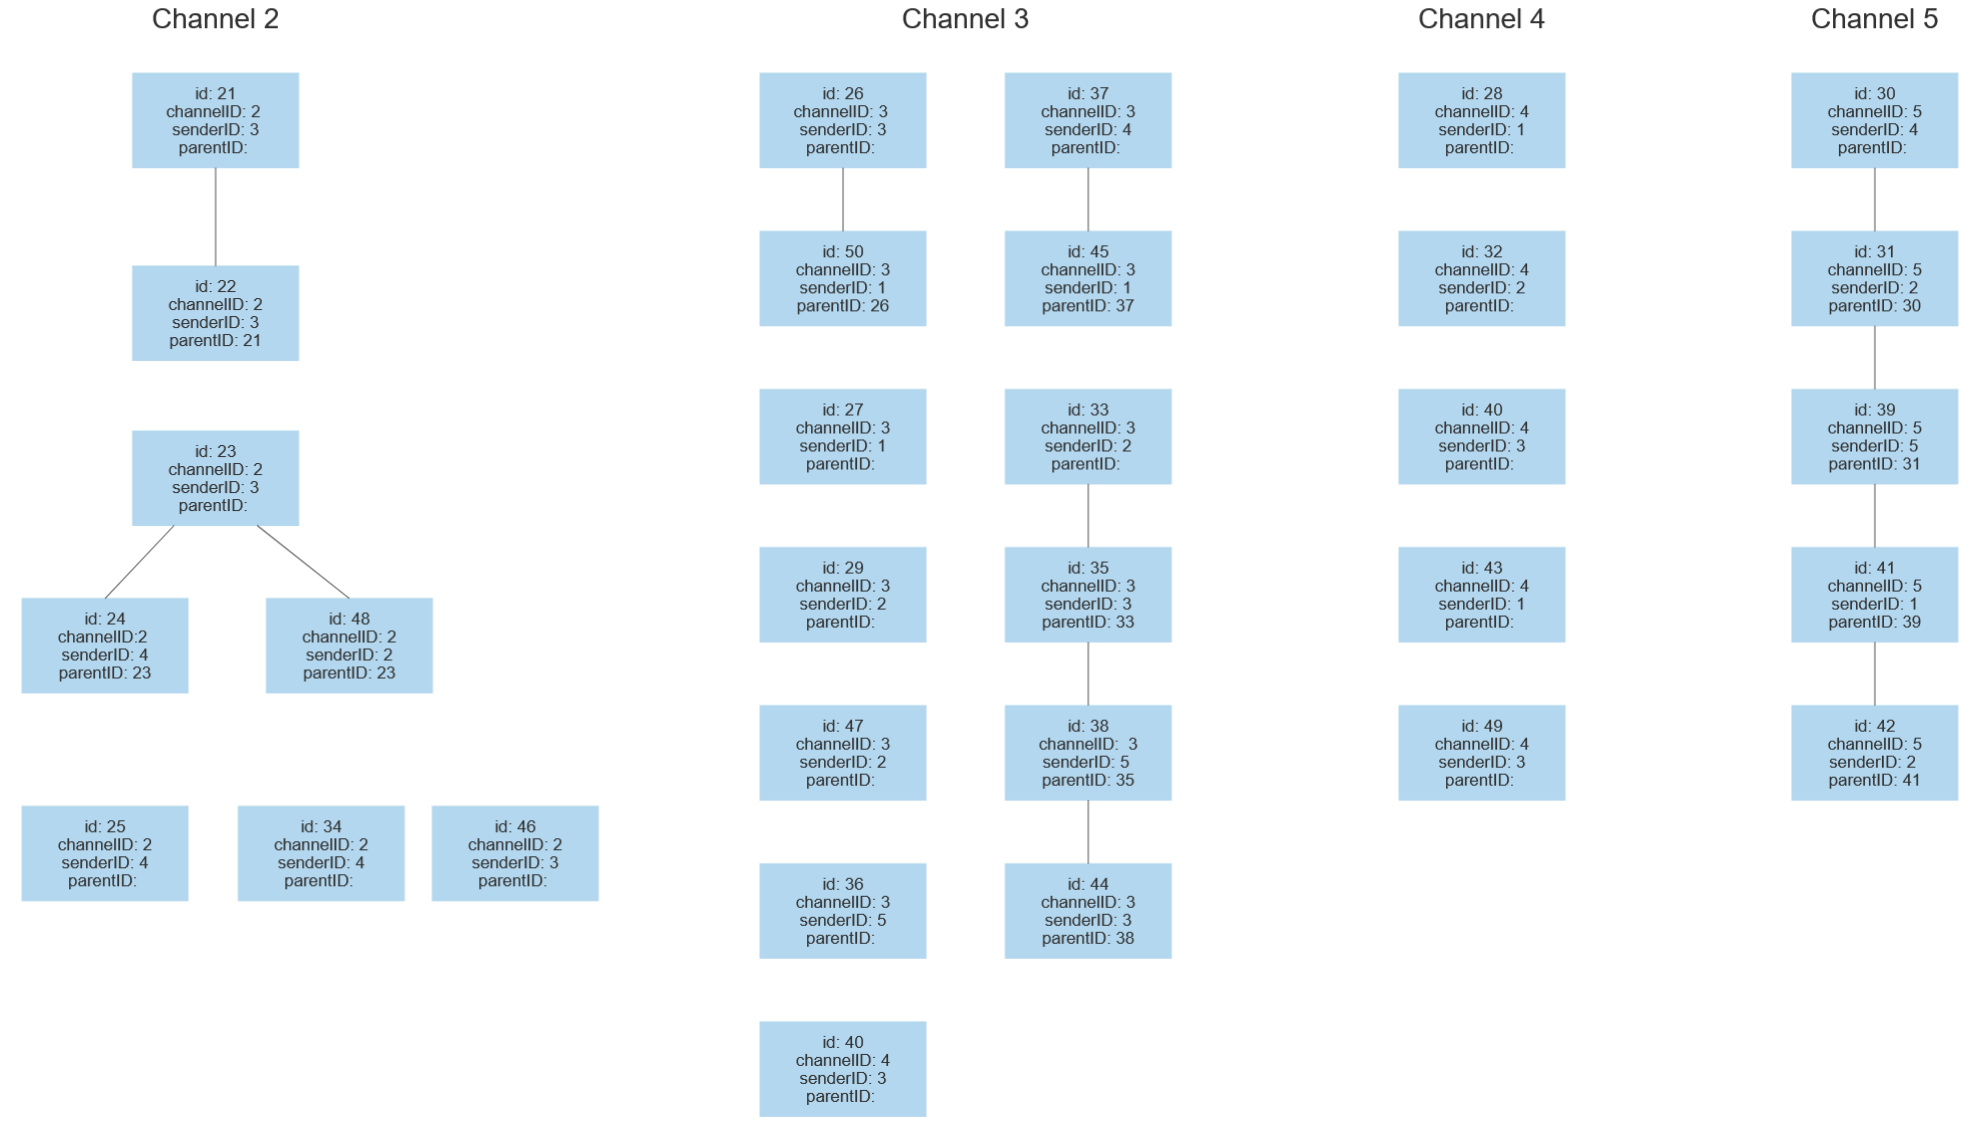 Channel 2
id: 21
channelID: 2
senderID: 3
parentID:
id: 22
channelID: 2
senderID: 3
parentID: 21
id: 23
channelID: 2
senderID: 3
parentID:
id: 24
channelID:2
senderID: 4
parentID: 23
id: 48
channelID: 2
senderID: 2
parentID: 23
id: 25
channelID: 2
senderID: 4
parentID:
id: 34
channelID: 2
senderID: 4
parentID:
id: 46
channelID: 2
senderID: 3
parentID:
Channel 3
id: 26
channelID: 3
senderID: 3
parentID:
id: 50
channelID: 3
senderID: 1
parentID: 26
id: 27
channelID: 3
senderID: 1
parentID:
id: 29
channelID: 3
senderID: 2
parentID:
id: 47
channelID: 3
senderID: 2
parentID:
id: 36
channelID: 3
senderID: 5
parentID:
id: 40
channelID: 4
senderID: 3
parentID:
id: 37
channelID: 3
senderID: 4
parentID:
id: 45
channelID: 3
senderID: 1
parentID: 37
id: 33
channelID: 3
senderID: 2
parentID:
id: 35
channelID: 3
senderID: 3
parentID: 33
id: 38
channelID:  3
senderID: 5
parentID: 35
id: 44
channelID: 3
senderID: 3
parentID: 38
Channel 4
id: 28
channelID: 4
senderID: 1
parentID:
id: 32
channelID: 4
senderID: 2
parentID:
id: 40
channelID: 4
senderID: 3
parentID:
id: 43
channelID: 4
senderID: 1
parentID:
id: 49
channelID: 4
senderID: 3
parentID:
Channel 5
id: 30
channelID: 5
senderID: 4
parentID:
id: 31
channelID: 5
senderID: 2
parentID: 30
id: 39
channelID: 5
senderID: 5
parentID: 31
id: 41
channelID: 5
senderID: 1
parentID: 39
id: 42
channelID: 5
senderID: 2
parentID: 41